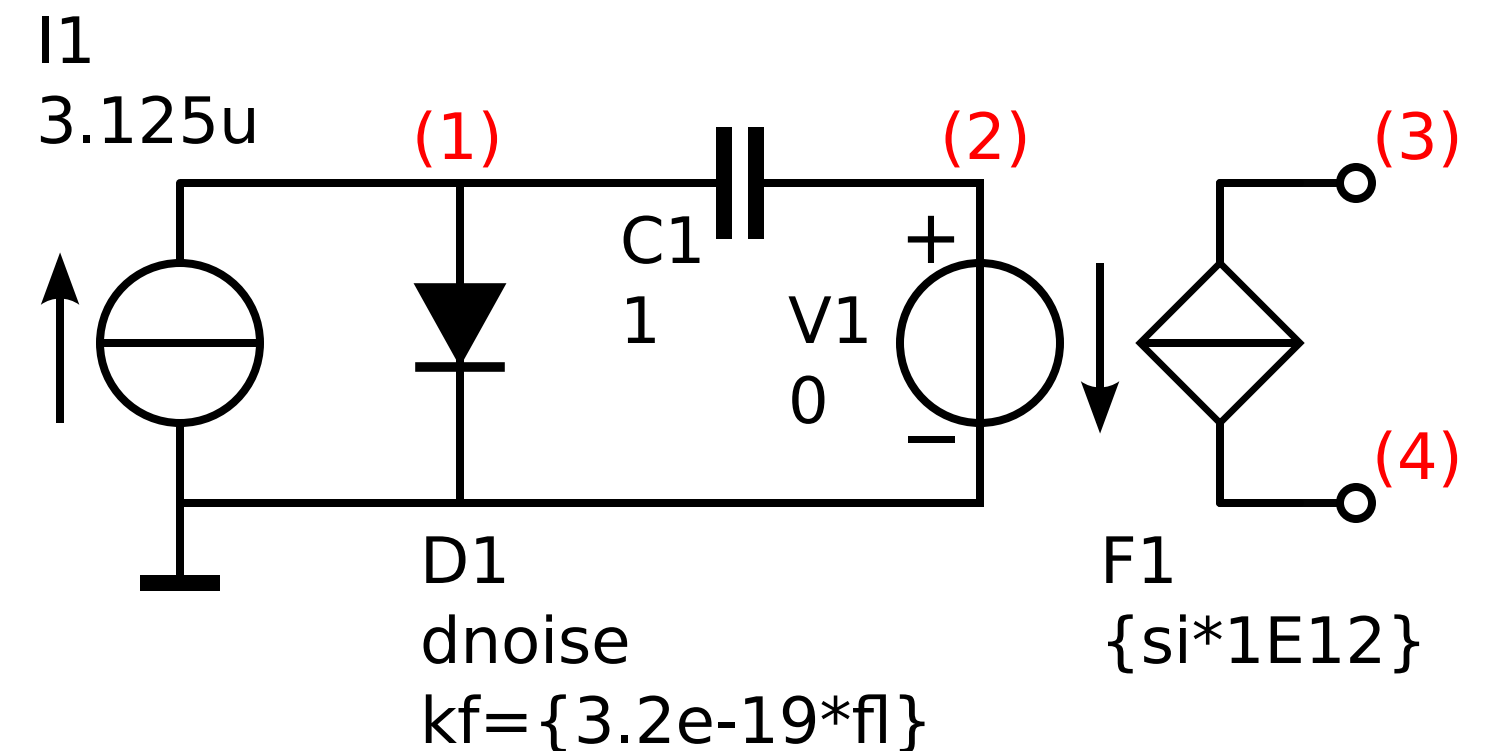 I1
3.125u
(1)
(2)
(3)
C1
1
+
V1
0
−
(4)
D1
dnoise
kf={3.2e-19*fl}
F1
{si*1E12}